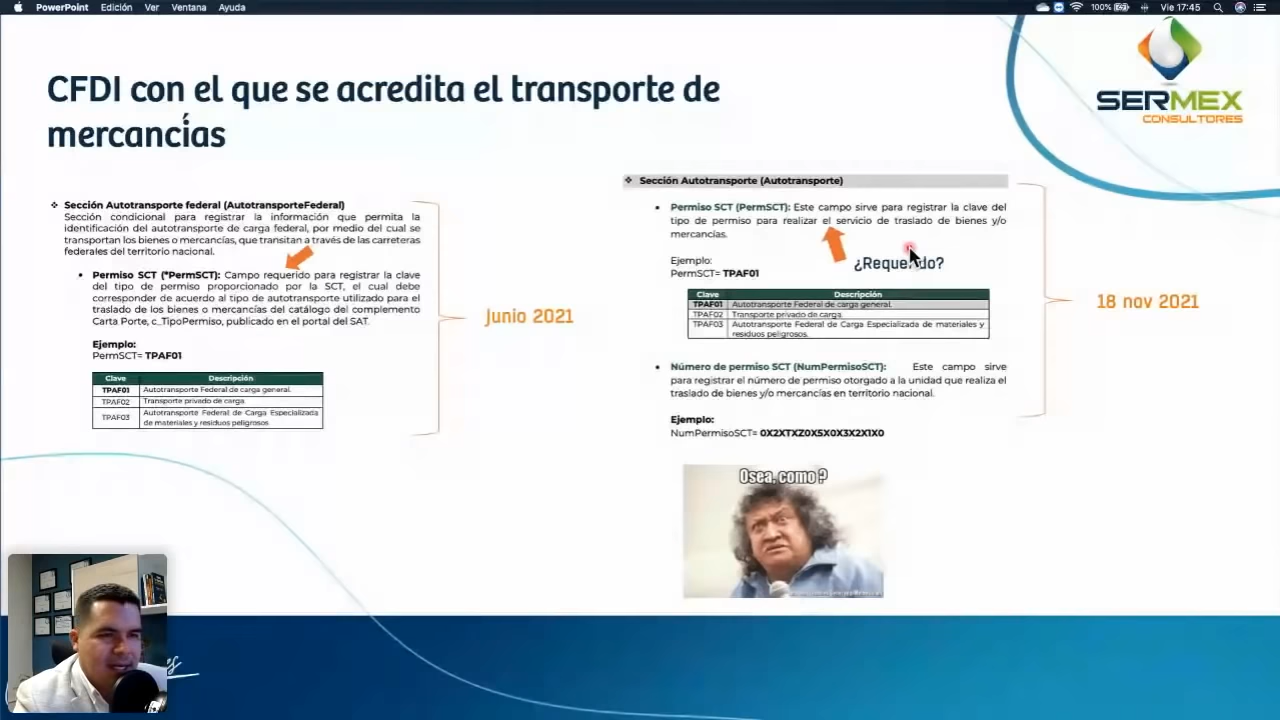 PowerPoint Edición Ver Ventana Ayuda
100% Vie 17:45
CFDI con el que se acredita el transporte de
mercancías
SERMEX
CONSULTORES
❖ Sección Autotransporte federal (AutotransporteFederal)
Sección condicional para registrar la información que permita la
identificación del autotransporte de carga federal, por medio del cual se
transportan los bienes o mercancías, que transitan a través de las carreteras
federales del territorio nacional.
• Permiso SCT (*PermSCT): Campo requerido para registrar la clave
del tipo de permiso proporcionado por la SCT, el cual debe
corresponder de acuerdo al tipo de autotransporte utilizado para el
traslado de los bienes o mercancías del catálogo del complemento
Carta Porte, c_TipoPermiso, publicado en el portal del SAT.
Ejemplo:
PermSCT= TPAF01
Clave Descripción
TPAF01 Autotransporte Federal de carga general.
TPAF02 Transporte privado de carga.
TPAF03 Autotransporte Federal de Carga Especializada
de materiales y residuos peligrosos.
Junio 2021
❖ Sección Autotransporte (Autotransporte)
• Permiso SCT (PermSCT): Este campo sirve para registrar la clave del
tipo de permiso para realizar el servicio de traslado de bienes y/o
mercancías.
¿Requerido?
Ejemplo:
PermSCT= TPAF01
Clave Descripción
TPAF01 Autotransporte Federal de carga general.
TPAF02 Transporte privado de carga.
TPAF03 Autotransporte Federal de Carga Especializada de materiales y
residuos peligrosos.
• Número de permiso SCT (NumPermisoSCT): Este campo sirve
para registrar el número de permiso otorgado a la unidad que realiza el
traslado de bienes y/o mercancías en territorio nacional.
Ejemplo:
NumPermisoSCT= 0X2XTXZ0X5X0X3X2X1X0
18 nov 2021
Osea, como ?